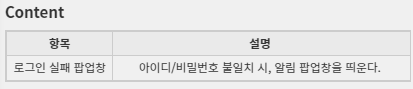 Content
항목 설명
로그인 실패 팝업창 아이디/비밀번호 불일치 시, 알림 팝업창을 띄운다.